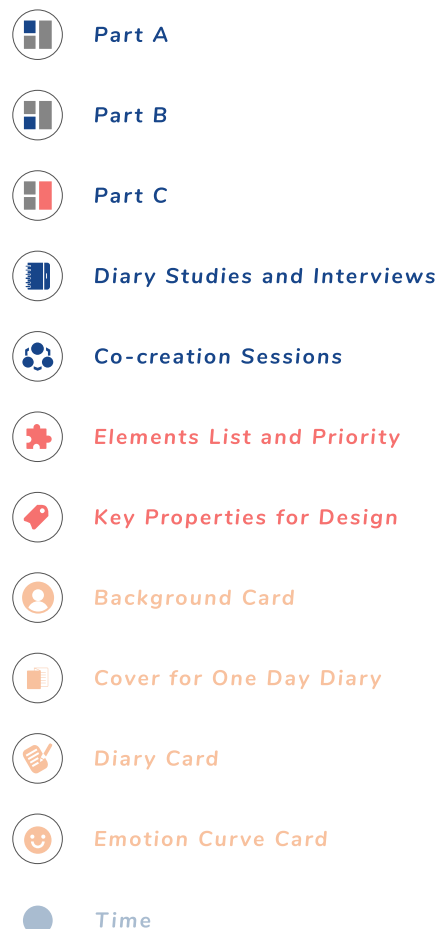 Part A
Part B
Part C
Diary Studies and Interviews
Co-creation Sessions
Elements List and Priority
Key Properties for Design
Background Card
Cover for One Day Diary
Diary Card
Emotion Curve Card
Time